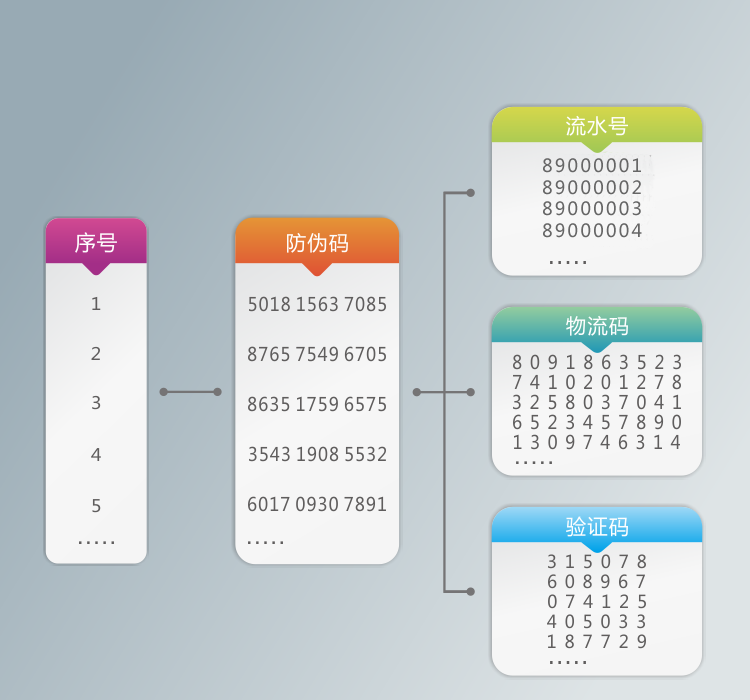 序号
1
2
3
4
5
.....
防伪码
5018 1563 7085
8765 7549 6705
8635 1759 6575
3543 1908 5532
6017 0930 7891
.....
流水号
89000001
89000002
89000003
89000004
.....
物流码
8 0 9 1 8 6 3 5 2 3
7 4 1 0 2 0 1 2 7 8
3 2 5 8 0 3 7 0 4 1
6 5 2 3 4 5 7 8 9 0
1 3 0 9 7 4 6 3 1 4
.....
验证码
3 1 5 0 7 8
6 0 8 9 6 7
0 7 4 1 2 5
4 0 5 0 3 3
1 8 7 7 2 9
.....